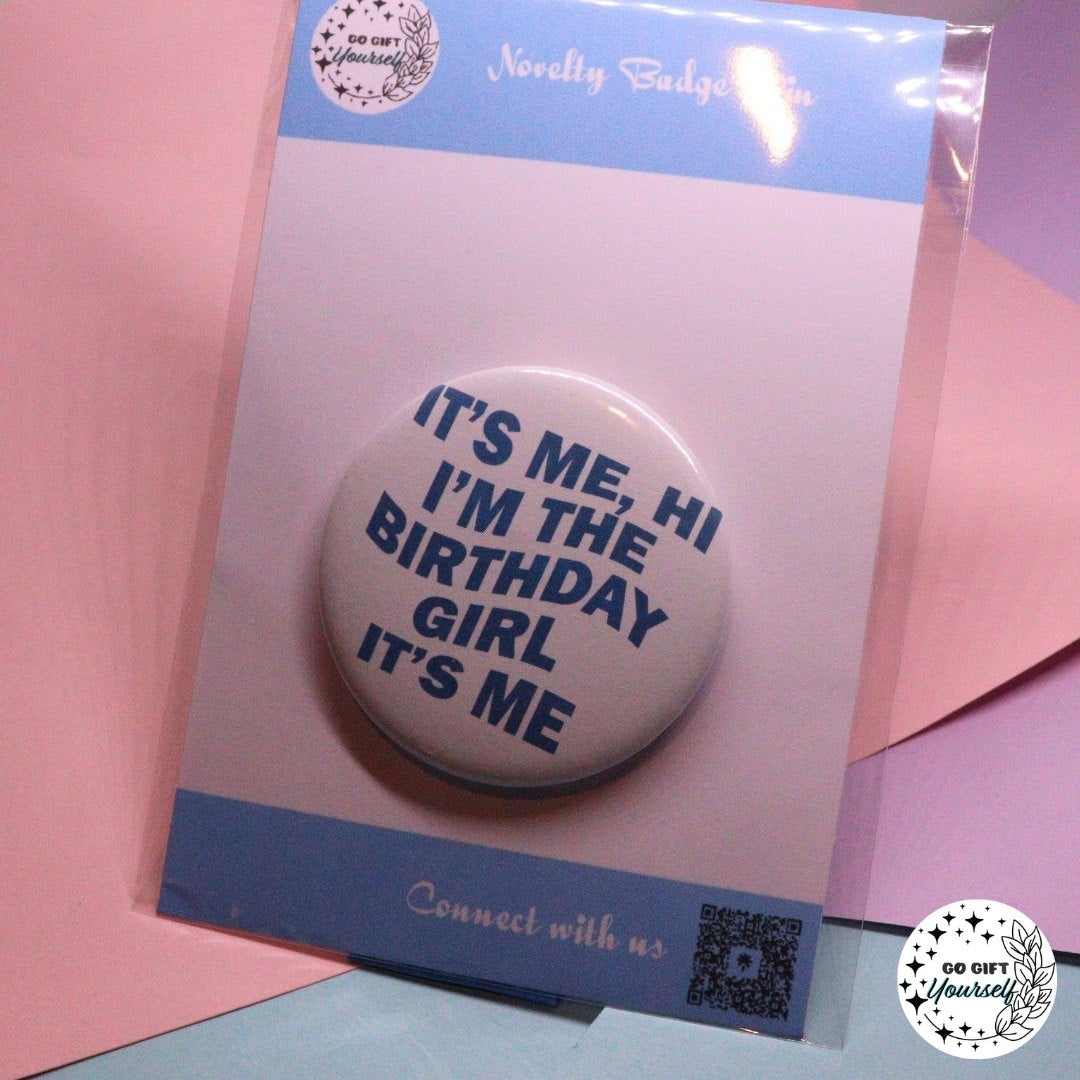 GO GIFT
Yourself
Novelty Badge Pin
IT'S ME, HI
I'M THE
BIRTHDAY
GIRL
IT'S ME
Connect with us
GO GIFT
Yourself